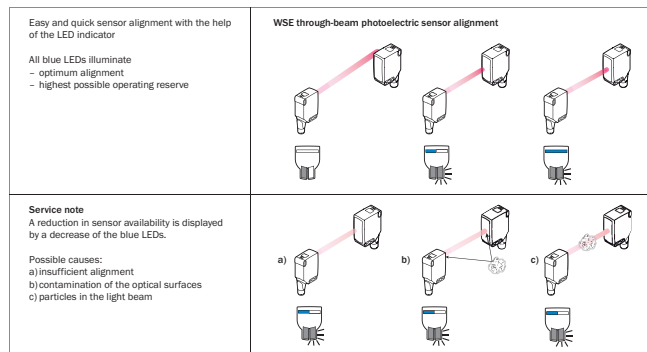 Easy and quick sensor alignment with the help
of the LED indicator
All blue LEDs illuminate
– optimum alignment
– highest possible operating reserve
WSE through-beam photoelectric sensor alignment
Service note
A reduction in sensor availability is displayed
by a decrease of the blue LEDs.
Possible causes:
a) insufficient alignment
b) contamination of the optical surfaces
c) particles in the light beam
a)
b)
c)